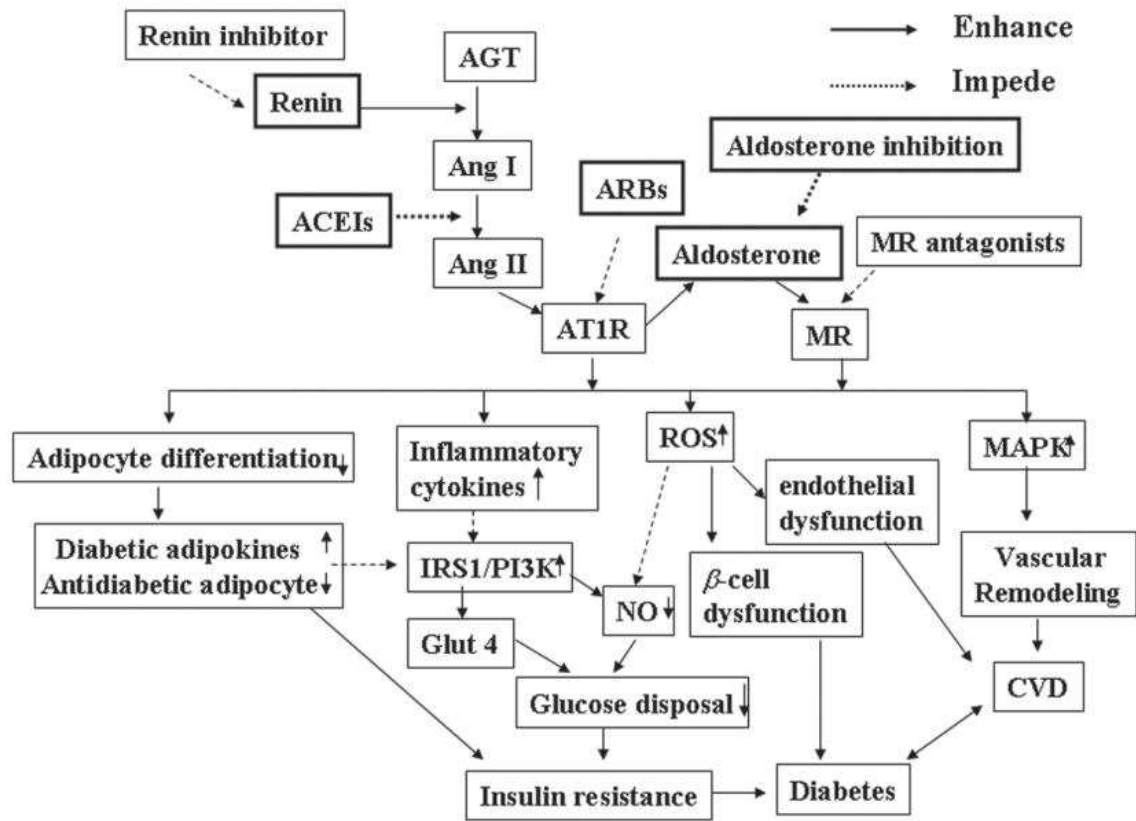 Renin inhibitor
AGT
Enhance
Impede
Renin
Aldosterone inhibition
Ang I
ARBs
ACEIs
MR antagonists
Aldosterone
Ang II
AT1R
MR
ROS↑
Adipocyte differentiation↓
Inflammatory
cytokines ↑
MAPK↑
endothelial
dysfunction
Diabetic adipokines ↑
Antidiabetic adipocyte↓
IRS1/PI3K↑
Vascular
Remodeling
β-cell
dysfunction
NO↓
Glut 4
CVD
Glucose disposal↓
Insulin resistance
Diabetes